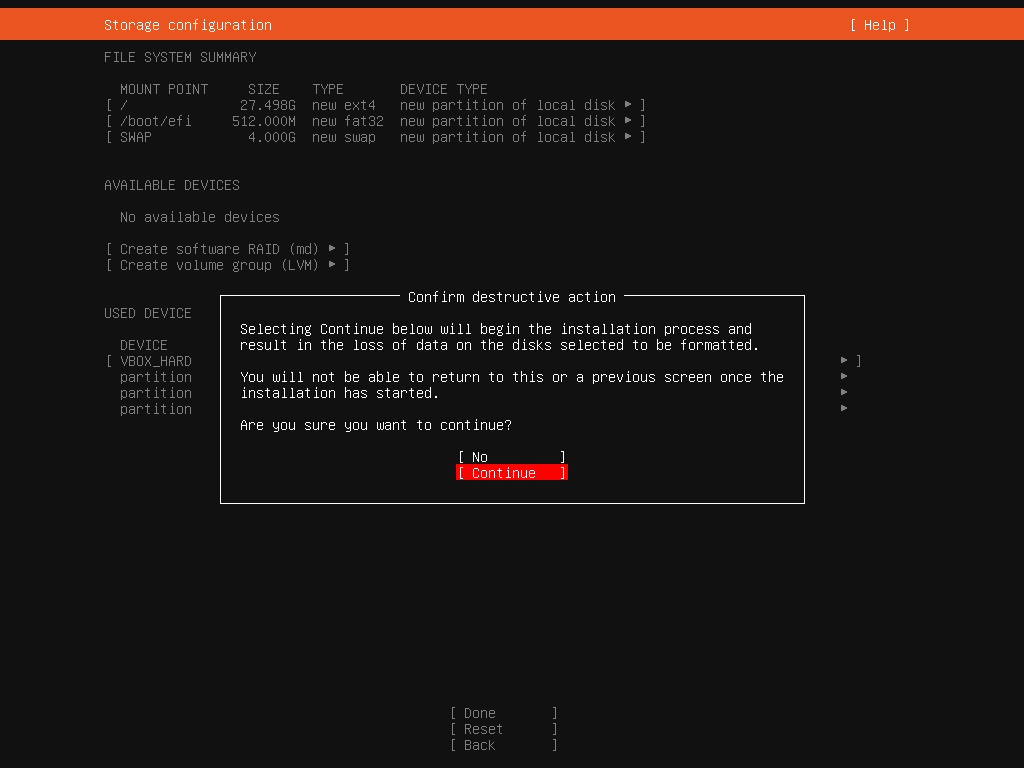 Storage configuration [ Help ]
FILE SYSTEM SUMMARY
MOUNT POINT SIZE TYPE DEVICE TYPE
[ / 27.498G new ext4 new partition of local disk ▸ ]
[ /boot/efi 512.000M new fat32 new partition of local disk ▸ ]
[ SWAP 4.000G new swap new partition of local disk ▸ ]
AVAILABLE DEVICES
No available devices
[ Create software RAID (md) ▸ ]
[ Create volume group (LVM) ▸ ]
USED DEVICE
DEVICE
[ VBOX_HARD ▸ ]
partition ▸
partition ▸
partition ▸
Confirm destructive action
Selecting Continue below will begin the installation process and
result in the loss of data on the disks selected to be formatted.
You will not be able to return to this or a previous screen once the
installation has started.
Are you sure you want to continue?
[ No ]
[ Continue ]
[ Done ]
[ Reset ]
[ Back ]